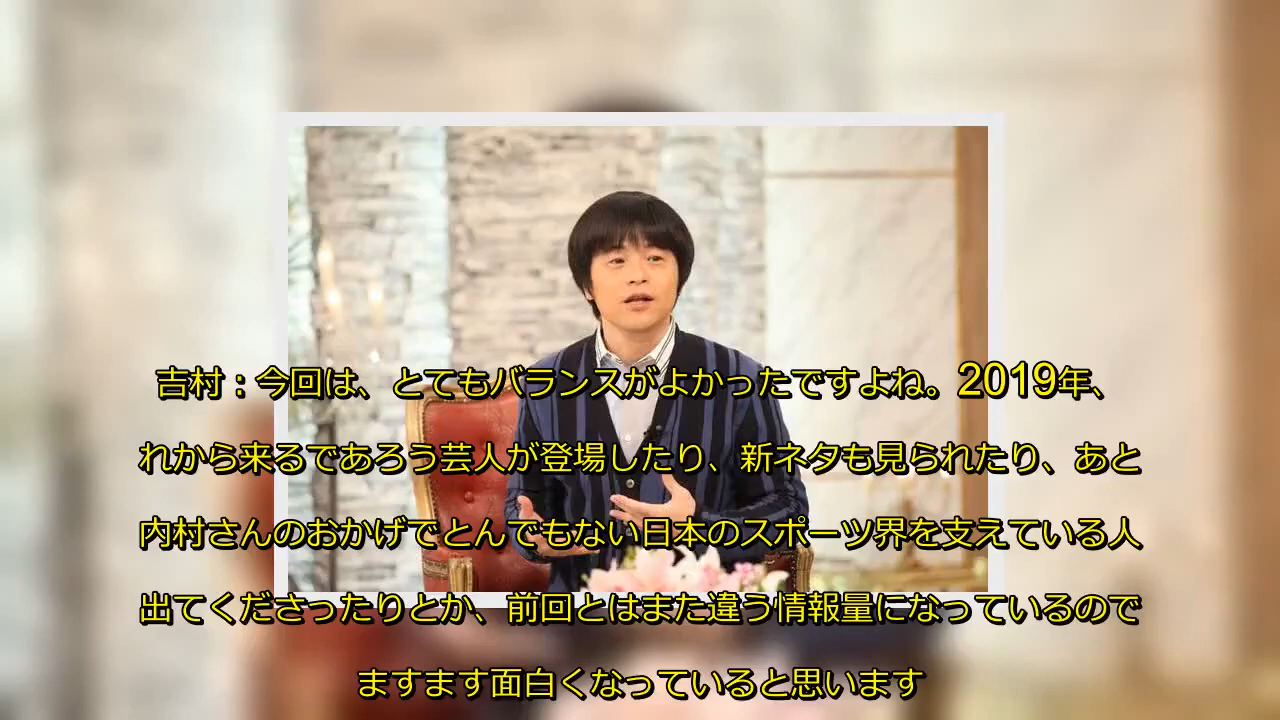 吉村：今回は、とてもバランスがよかったですよね。2019年、
れから来るであろう芸人が登場したり、新ネタも見られたり、あと
内村さんのおかげでとんでもない日本のスポーツ界を支えている人
出てくださったりとか、前回とはまた違う情報量になっているので
ますます面白くなっていると思います